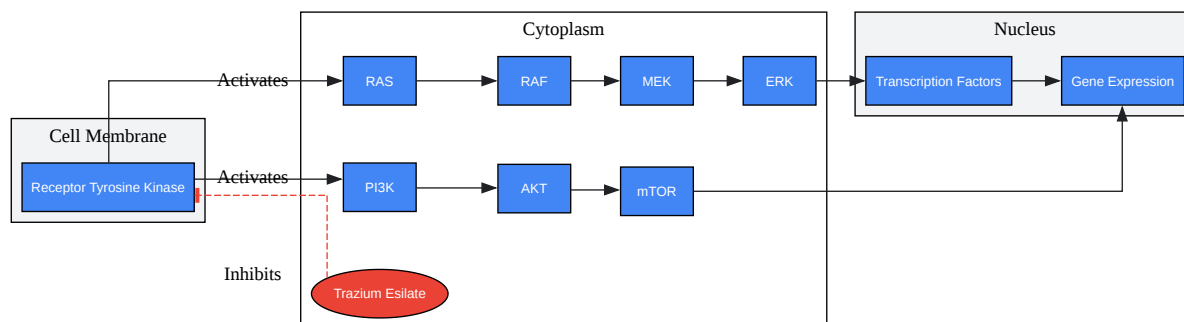 Cytoplasm
Nucleus
Activates
RAS
RAF
MEK
ERK
Transcription Factors
Gene Expression
Cell Membrane
Receptor Tyrosine Kinase
Activates
PI3K
AKT
mTOR
Inhibits
Trazium Esilate